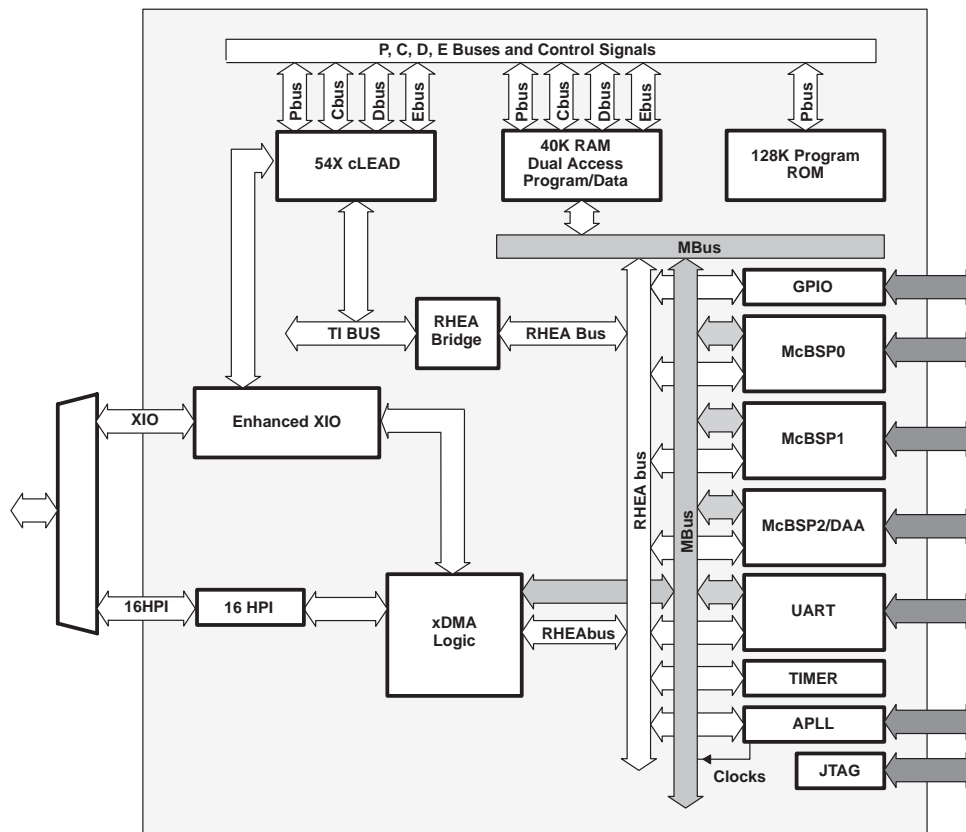 P, C, D, E Buses and Control Signals
Pbus
Cbus
Dbus
Ebus
Pbus
Cbus
Dbus
Ebus
Pbus
54X cLEAD
40K RAM
Dual Access
Program/Data
128K Program
ROM
MBus
GPIO
TI BUS
RHEA
Bridge
RHEA Bus
McBSP0
XIO
Enhanced XIO
McBSP1
RHEA bus
MBus
McBSP2/DAA
16HPI
16 HPI
xDMA
Logic
RHEAbus
UART
TIMER
APLL
Clocks
JTAG